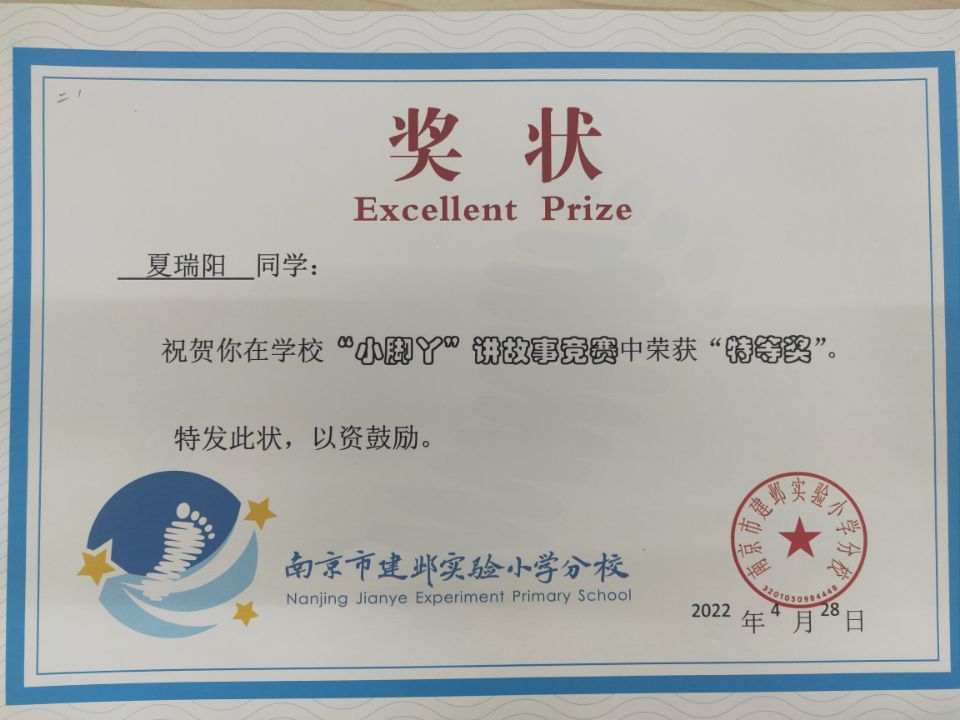 二1
奖状
Excellent Prize
夏瑞阳 同学：
祝贺你在学校“小脚丫”讲故事竞赛中荣获“特等奖”。
特发此状，以资鼓励。
南京市建邺实验小学分校
Nanjing Jianye Experiment Primary School
南京市建邺实验小学分校
3201050984448
2022 年 4 月 28 日